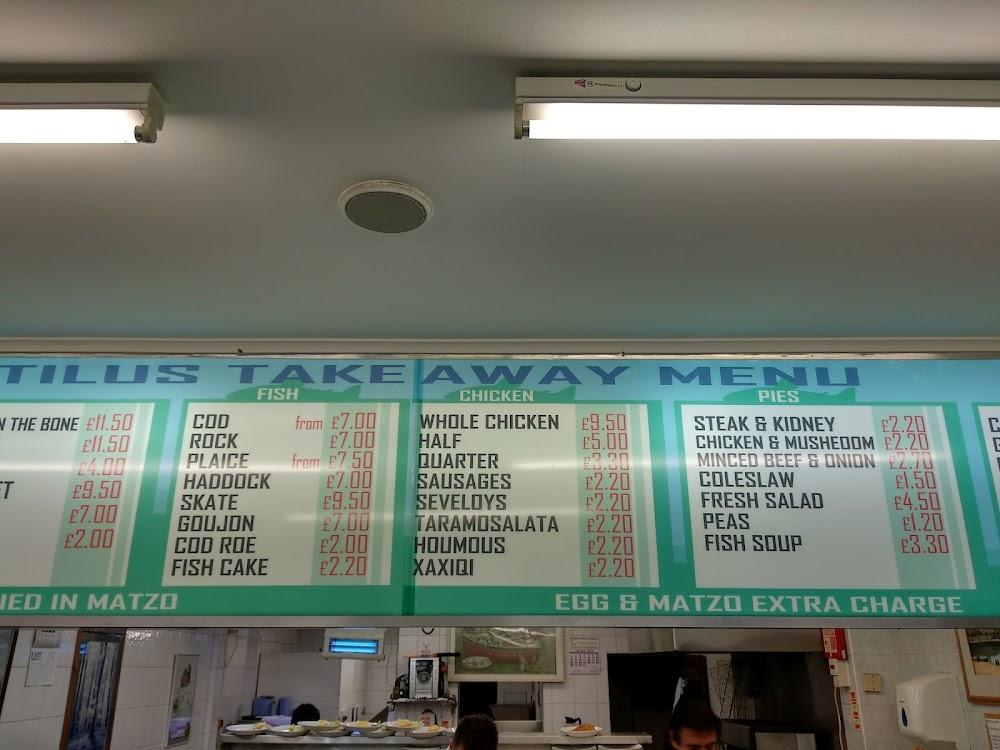 TILUS TAKE AWAY MENU
N THE BONE £11.50
£11.50
£4.00
ET £9.50
£7.00
£2.00
FISH
COD from £7.00
ROCK £7.00
PLAICE from £7.50
HADDOCK £7.00
SKATE £9.50
GOUJON £7.00
COD ROE £2.00
FISH CAKE £2.20
CHICKEN
WHOLE CHICKEN £9.50
HALF £5.00
QUARTER £3.30
SAUSAGES £2.20
SEVELOYS £2.20
TARAMOSALATA £2.20
HOUMOUS £2.20
XAXIQI £2.20
PIES
STEAK & KIDNEY £2.20
CHICKEN & MUSHEOOM £2.20
MINCED BEEF & ONION £2.70
COLESLAW £1.50
FRESH SALAD £4.50
PEAS £1.20
FISH SOUP £3.30
IED IN MATZO
EGG & MATZO EXTRA CHARGE